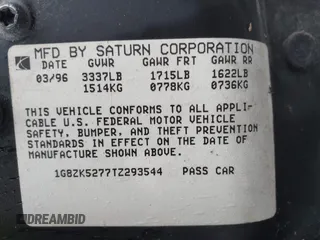 MFD BY SATURN CORPORATION
DATE GVWR GAWR FRT GAWR RR
03/96 3337LB 1715LB 1622LB
1514KG 0778KG 0736KG
THIS VEHICLE CONFORMS TO ALL APPLI-
CABLE U.S. FEDERAL MOTOR VEHICLE
SAFETY, BUMPER, AND THEFT PREVENTION
STANDARDS IN EFFECT ON THE DATE OF
MANUFACTURE SHOWN ABOVE.
1G8ZK5277TZ293544 PASS CAR
DREAMBID